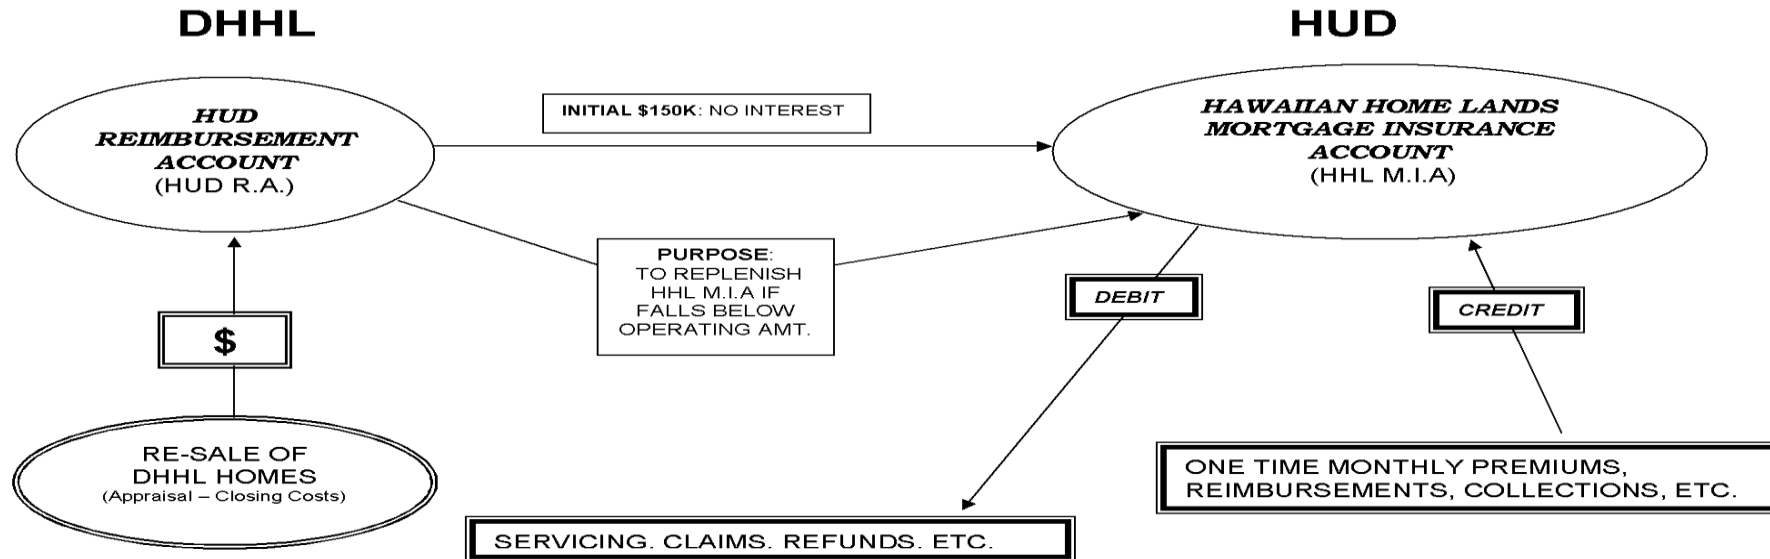 DHHL
HUD
HUD
REIMBURSEMENT
ACCOUNT
(HUD R.A.)
INITIAL $150K: NO INTEREST
HAWAIIAN HOME LANDS
MORTGAGE INSURANCE
ACCOUNT
(HHL M.I.A)
PURPOSE:
TO REPLENISH
HHL M.I.A IF
FALLS BELOW
OPERATING AMT.
DEBIT
CREDIT
$
RE-SALE OF
DHHL HOMES
(Appraisal – Closing Costs)
ONE TIME MONTHLY PREMIUMS,
REIMBURSEMENTS, COLLECTIONS, ETC.
SERVICING. CLAIMS. REFUNDS. ETC.